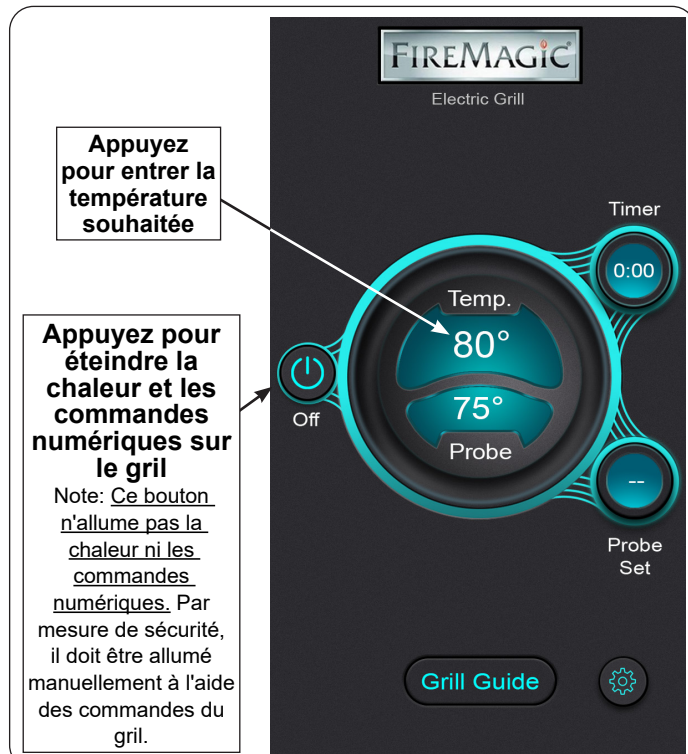 FIREMAGIC
Electric Grill
Appuyez
pour entrer la
température
souhaitée
Timer
0:00
Temp.
80°
75°
Probe
Appuyez pour
éteindre la
chaleur et les
commandes
numériques sur
le gril
Note: Ce bouton
n'allume pas la
chaleur ni les
commandes
numériques. Par
mesure de sécurité,
il doit être allumé
manuellement à l'aide
des commandes du
gril.
Off
--
Probe
Set
Grill Guide